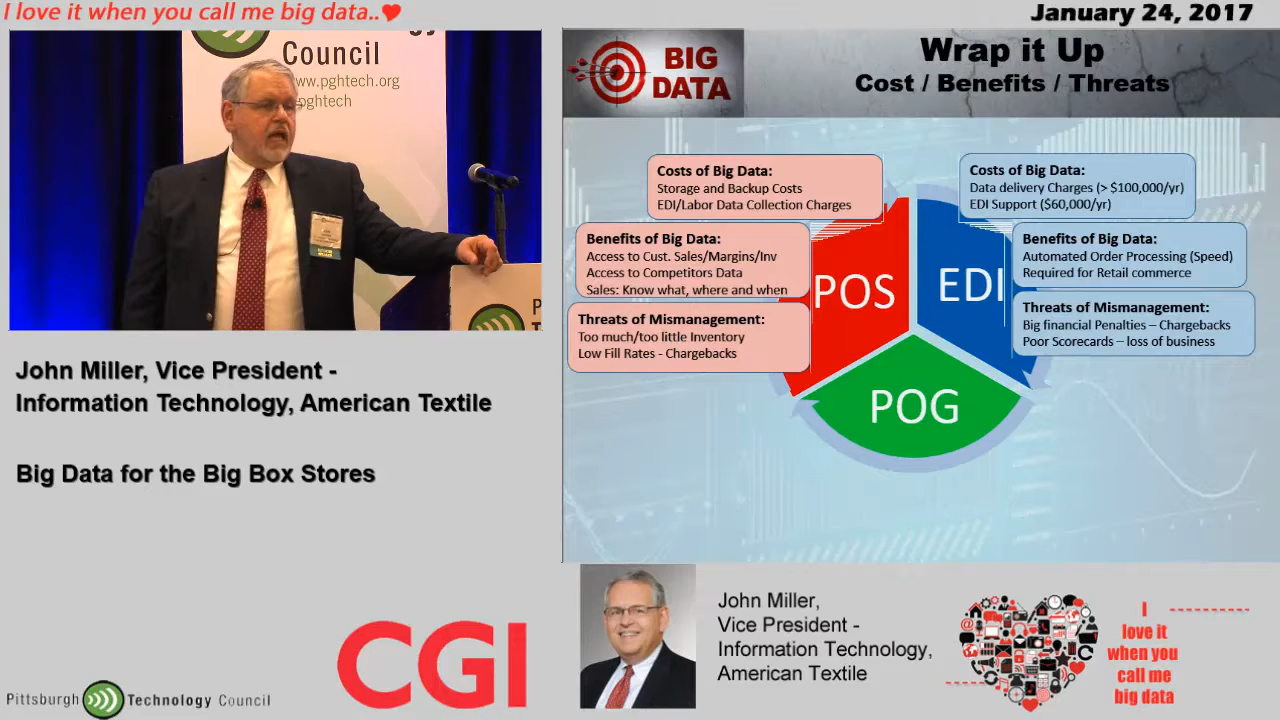 I love it when you call me big data..
January 24, 2017
Council
www.pghtech.org
pghtech
BIG
DATA
Wrap it Up
Cost / Benefits / Threats
Costs of Big Data:
Storage and Backup Costs
EDI/Labor Data Collection Charges
Benefits of Big Data:
Access to Cust. Sales/Margins/Inv
Access to Competitors Data
Sales: Know what, where and when
Threats of Mismanagement:
Too much/too little Inventory
Low Fill Rates - Chargebacks
Costs of Big Data:
Data delivery Charges (> $100,000/yr)
EDI Support ($60,000/yr)
Benefits of Big Data:
Automated Order Processing (Speed)
Required for Retail commerce
Threats of Mismanagement:
Big financial Penalties – Chargebacks
Poor Scorecards – loss of business
POS
EDI
POG
John Miller, Vice President -
Information Technology, American Textile
Big Data for the Big Box Stores
CGI
Pittsburgh Technology Council
John Miller,
Vice President -
Information Technology,
American Textile
I
love it
when you
call me
big data